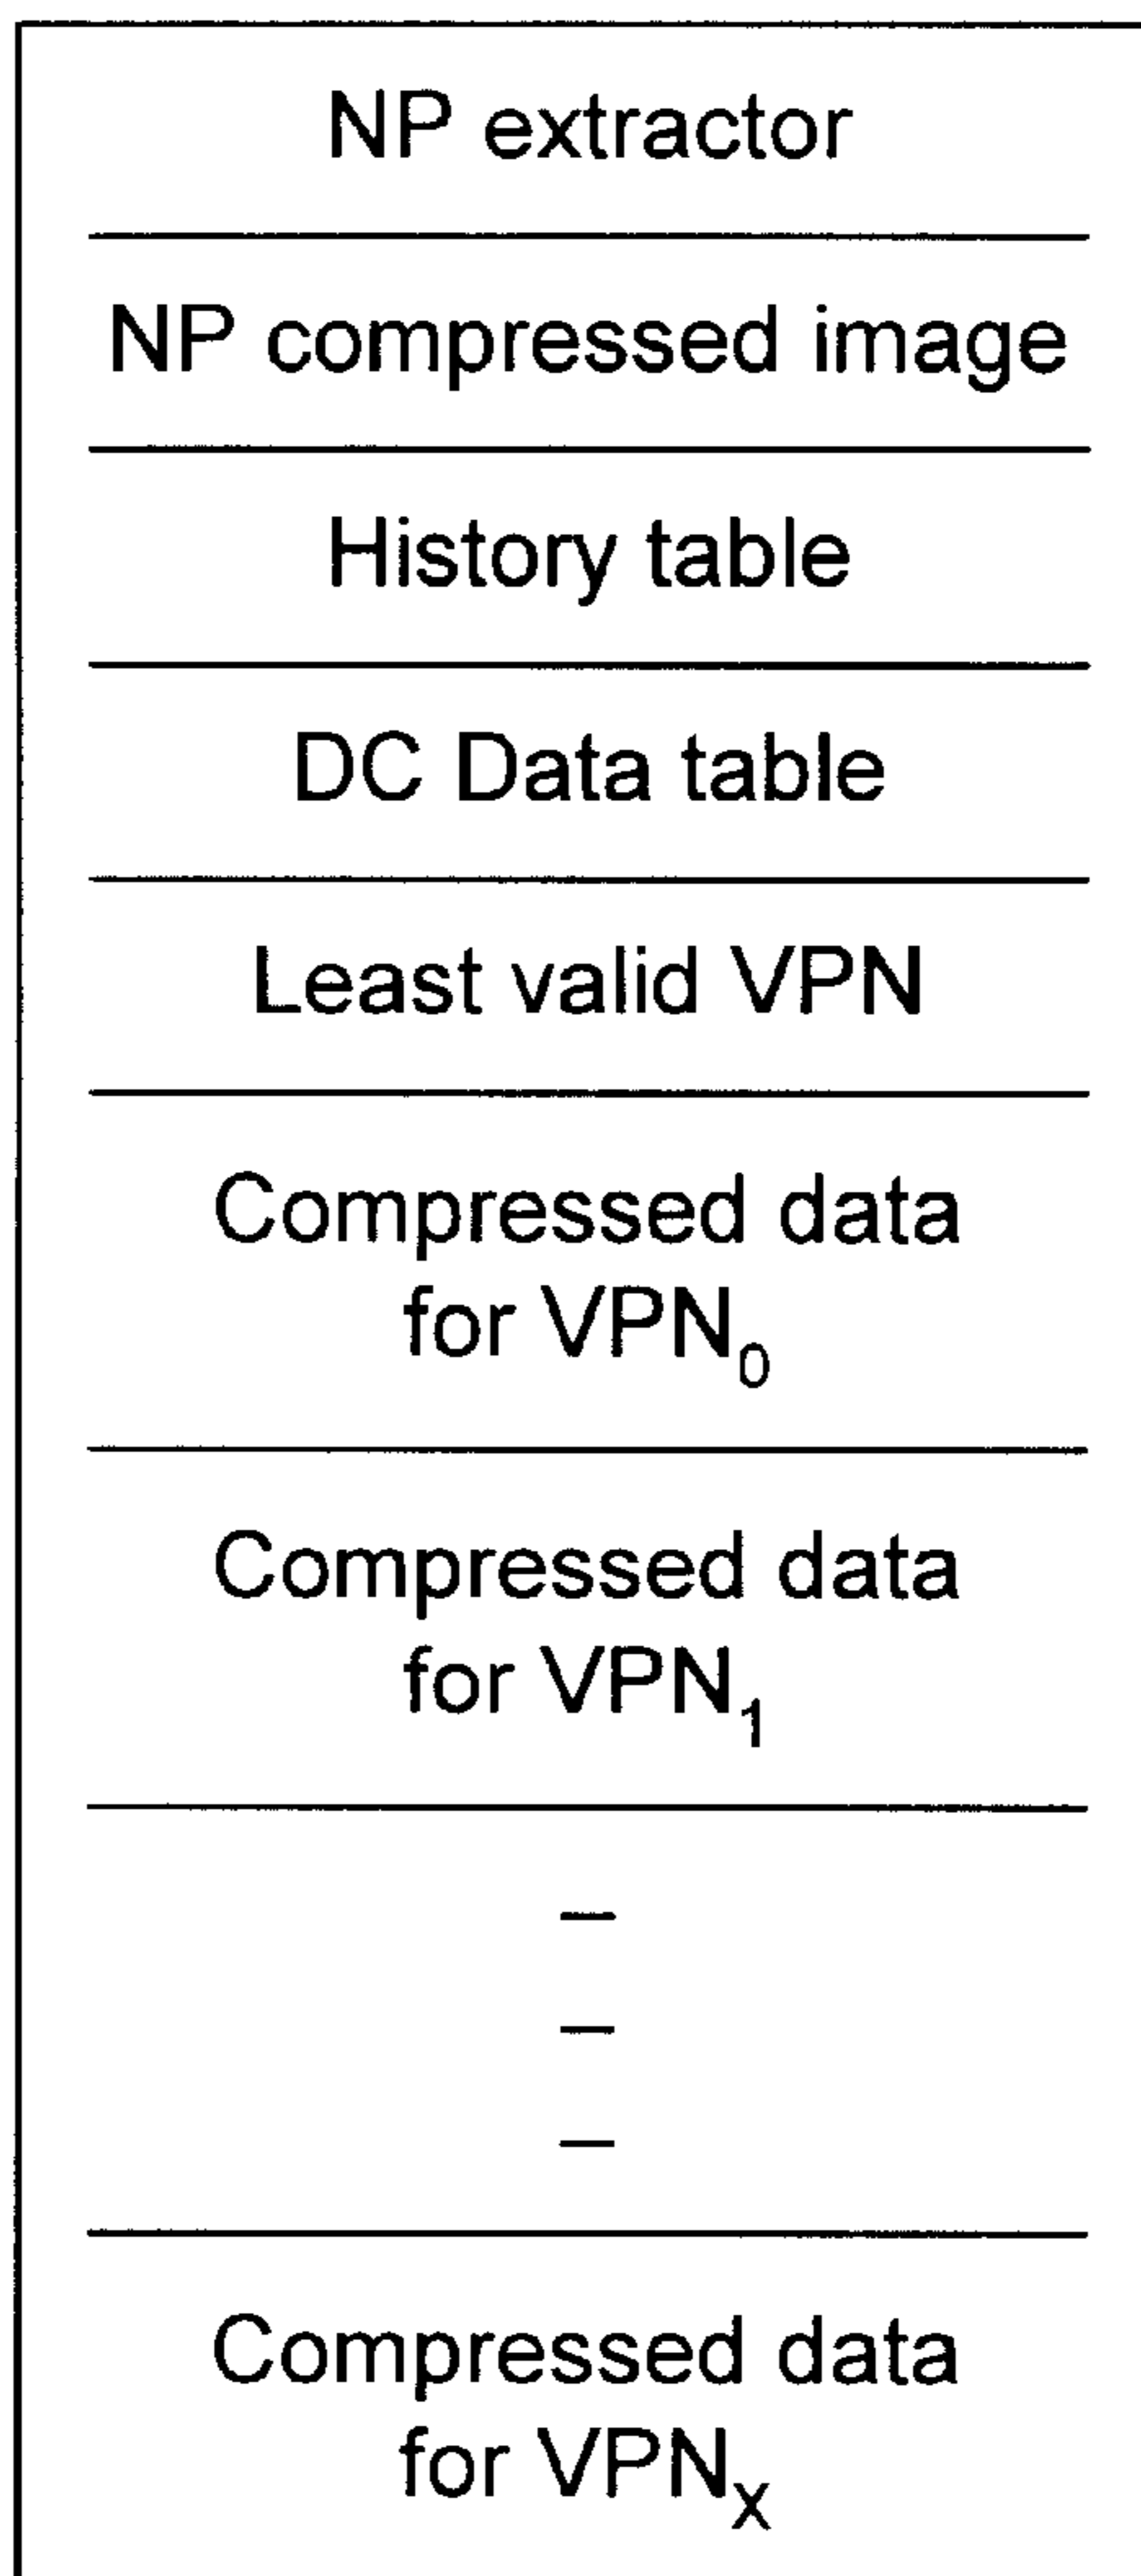 NP extractor
NP compressed image
History table
DC Data table
Least valid VPN
Compressed data
for VPN₀
Compressed data
for VPN₁
–
–
–
Compressed data
for VPNₓ